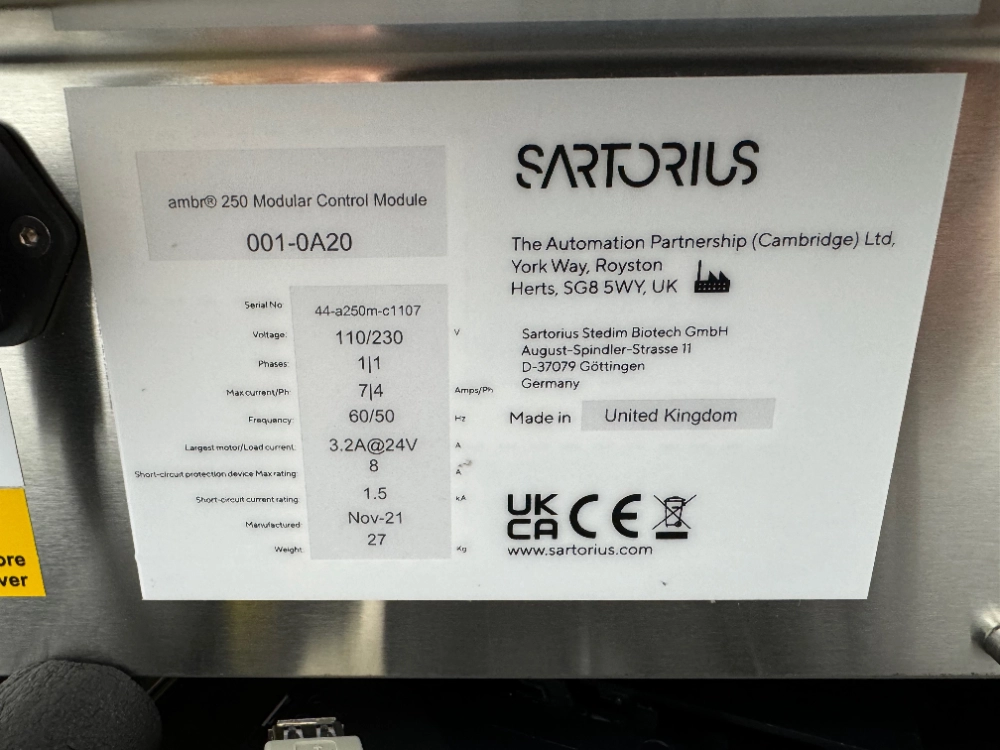 ambr® 250 Modular Control Module
001-0A20
Serial No: 44-a250m-c1107
Voltage: 110/230 V
Phases: 1|1
Max current/Ph: 7|4 Amps/Ph
Frequency: 60/50 Hz
Largest motor/Load current: 3.2A@24V A
Short-circuit protection device Max rating: 8 A
Short-circuit current rating: 1.5 kA
Manufactured: Nov-21
Weight: 27 Kg
SARTORIUS
The Automation Partnership (Cambridge) Ltd,
York Way, Royston
Herts, SG8 5WY, UK
Sartorius Stedim Biotech GmbH
August-Spindler-Strasse 11
D-37079 Göttingen
Germany
Made in United Kingdom
UK
CA CE
www.sartorius.com
ore
ver